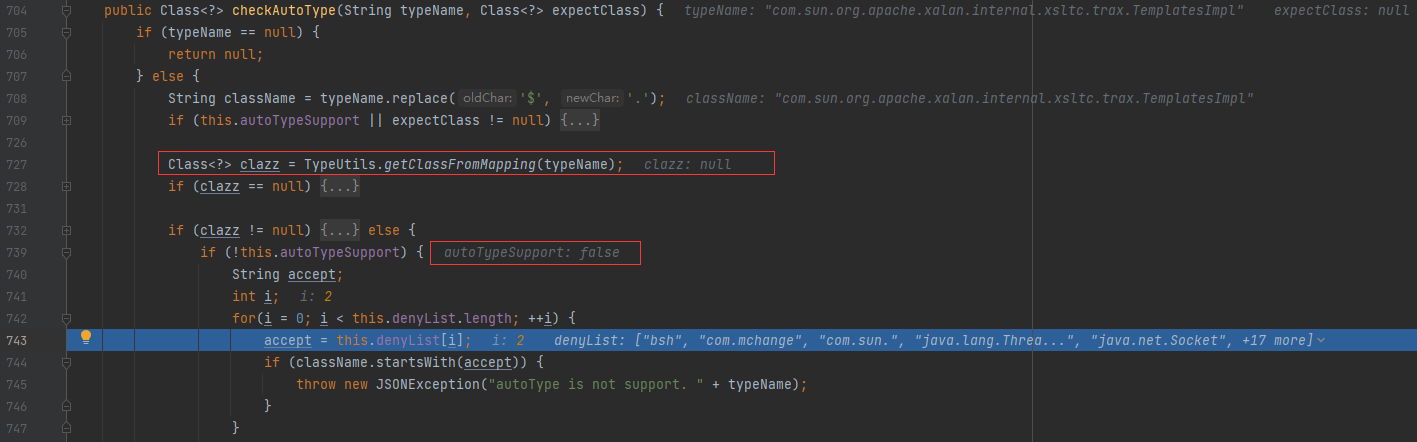 704 public Class<?> checkAutoType(String typeName, Class<?> expectClass) { typeName: "com.sun.org.apache.xalan.internal.xsltc.trax.TemplatesImpl" expectClass: null
705 if (typeName == null) {
706 return null;
707 } else {
708 String className = typeName.replace( oldChar: '$', newChar: '.'); className: "com.sun.org.apache.xalan.internal.xsltc.trax.TemplatesImpl"
709 if (this.autoTypeSupport || expectClass != null) {...}
726
727 Class<?> clazz = TypeUtils.getClassFromMapping(typeName); clazz: null
728 if (clazz == null) {...}
731
732 if (clazz != null) {...} else {
739 if (!this.autoTypeSupport) { autoTypeSupport: false
740 String accept;
741 int i; i: 2
742 for(i = 0; i < this.denyList.length; ++i) {
743 accept = this.denyList[i]; i: 2 denyList: ["bsh", "com.mchange", "com.sun.", "java.lang.Threa...", "java.net.Socket", +17 more]
744 if (className.startsWith(accept)) {
745 throw new JSONException("autoType is not support. " + typeName);
746 }
747 }